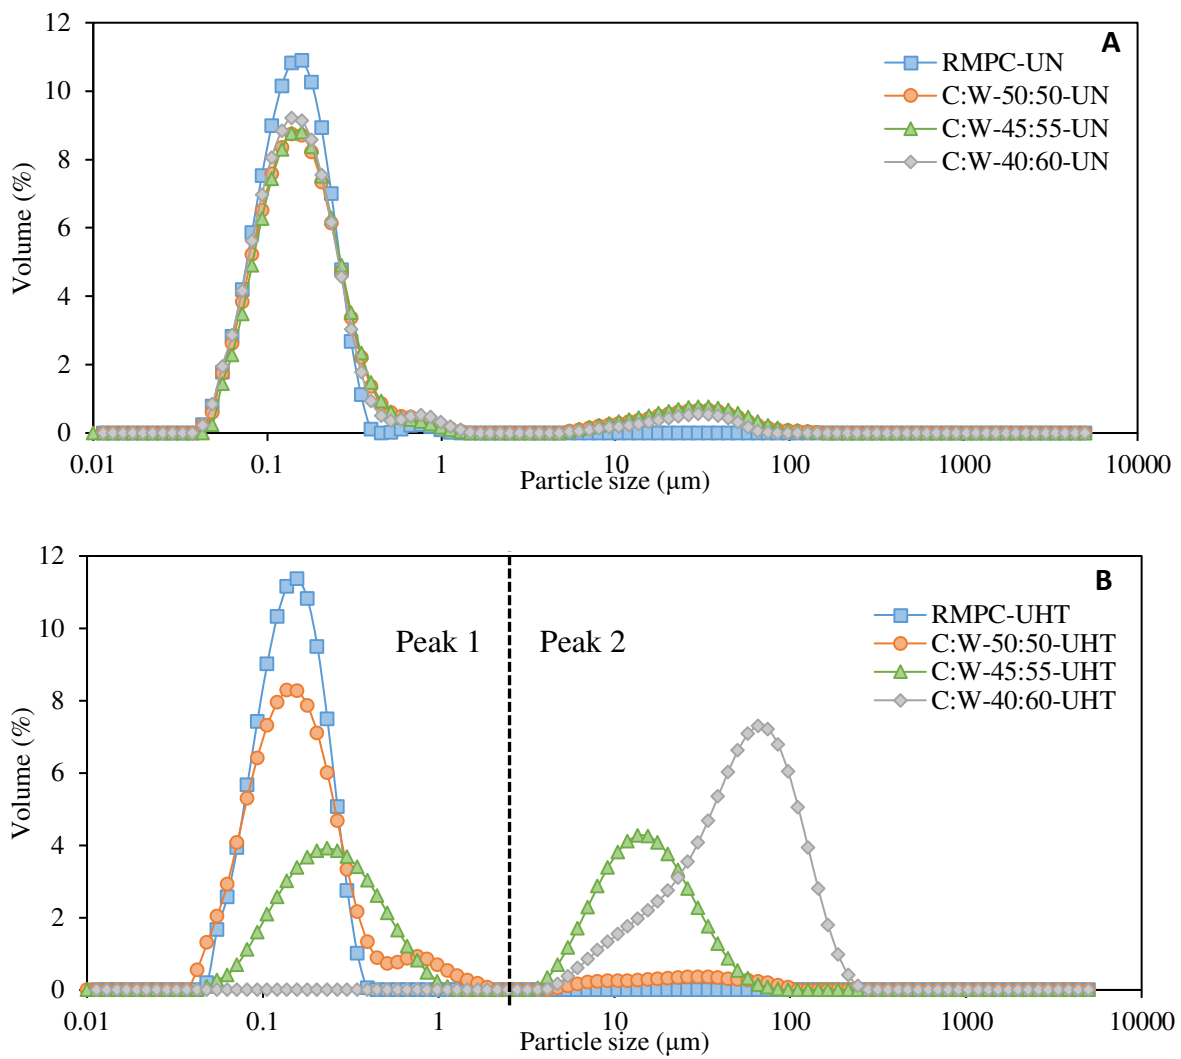 A
12
10
8
6
4
2
0
Volume (%)
RMPC-UN
C:W-50:50-UN
C:W-45:55-UN
C:W-40:60-UN
0.01 0.1 1 10 100 1000 10000
Particle size (μm)
B
12
10
8
6
4
2
0
Volume (%)
Peak 1 Peak 2
RMPC-UHT
C:W-50:50-UHT
C:W-45:55-UHT
C:W-40:60-UHT
0.01 0.1 1 10 100 1000 10000
Particle size (μm)